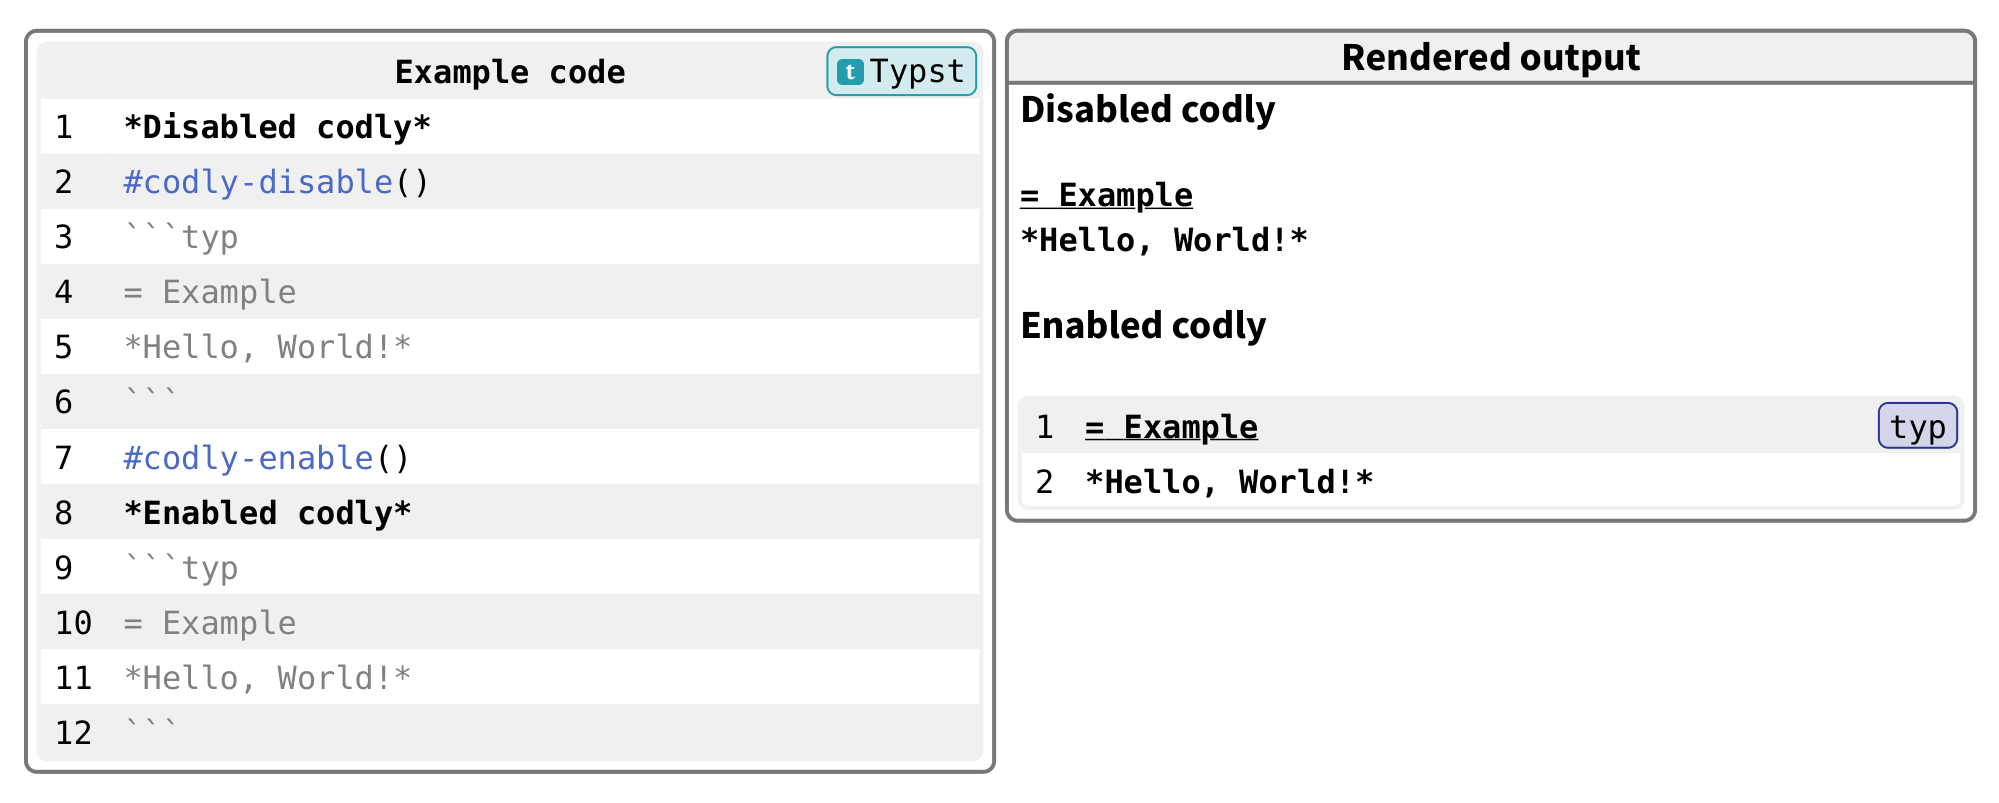 Example code
t Typst
1 *Disabled codly*
2 #codly-disable()
3 ```typ
4 = Example
5 *Hello, World!*
6 ```
7 #codly-enable()
8 *Enabled codly*
9 ```typ
10 = Example
11 *Hello, World!*
12 ```
Rendered output
Disabled codly
= Example
*Hello, World!*
Enabled codly
1 = Example typ
2 *Hello, World!*